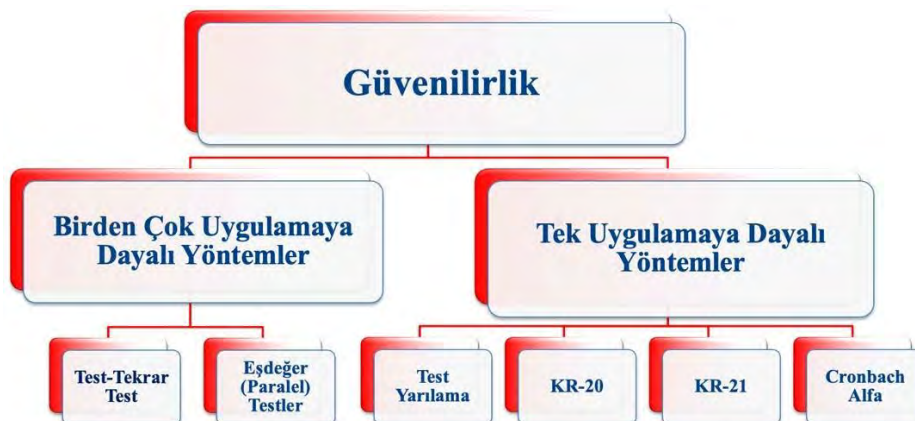 Güvenilirlik
Birden Çok Uygulamaya
Dayalı Yöntemler
Tek Uygulamaya Dayalı
Yöntemler
Test-Tekrar
Test
Eşdeğer
(Paralel)
Testler
Test
Yarılama
KR-20
KR-21
Cronbach
Alfa